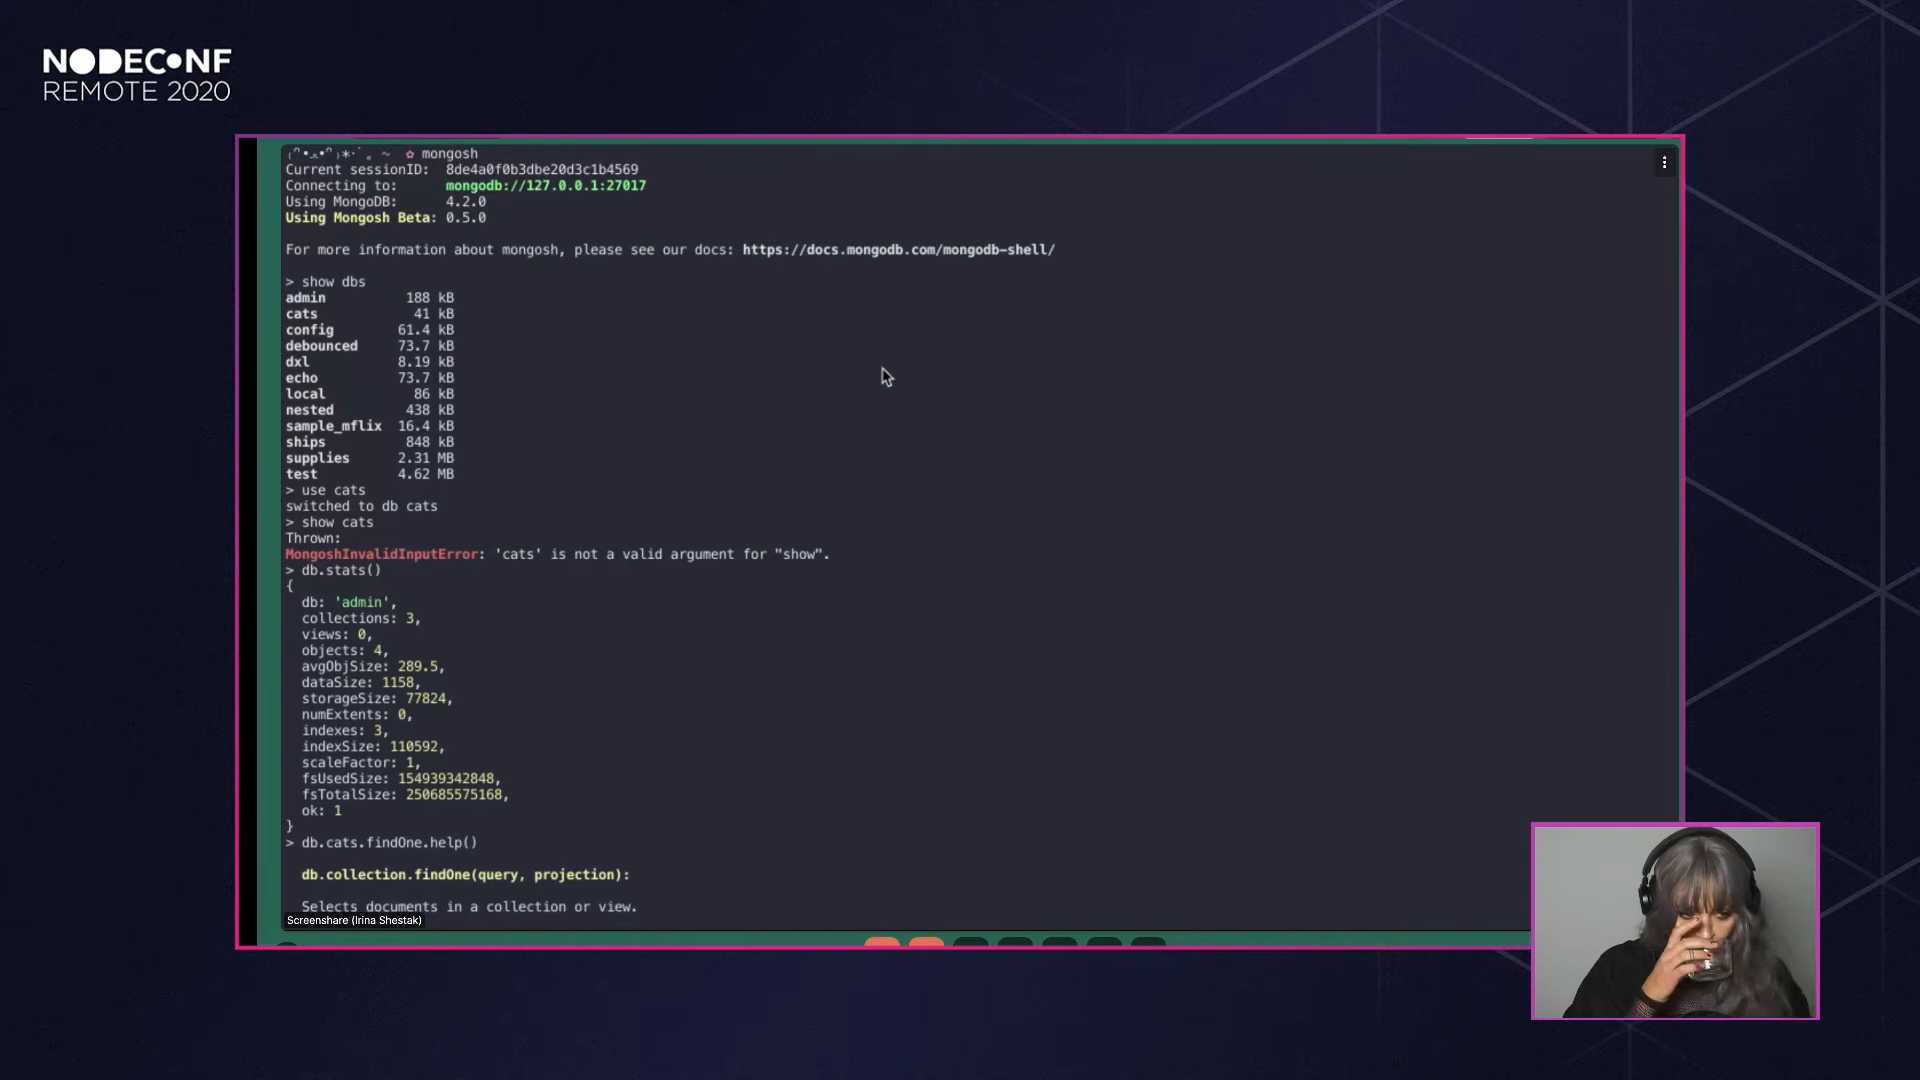 NODECONF
REMOTE 2020
~ ✿ mongosh
Current sessionID: 8de4a0f0b3dbe20d3c1b4569
Connecting to: mongodb://127.0.0.1:27017
Using MongoDB: 4.2.0
Using Mongosh Beta: 0.5.0
For more information about mongosh, please see our docs: https://docs.mongodb.com/mongodb-shell/
> show dbs
admin 188 kB
cats 41 kB
config 61.4 kB
debounced 73.7 kB
dxl 8.19 kB
echo 73.7 kB
local 86 kB
nested 438 kB
sample_mflix 16.4 kB
ships 848 kB
supplies 2.31 MB
test 4.62 MB
> use cats
switched to db cats
> show cats
Thrown:
MongoshInvalidInputError: 'cats' is not a valid argument for "show".
> db.stats()
{
db: 'admin',
collections: 3,
views: 0,
objects: 4,
avgObjSize: 289.5,
dataSize: 1158,
storageSize: 77824,
numExtents: 0,
indexes: 3,
indexSize: 110592,
scaleFactor: 1,
fsUsedSize: 154939342848,
fsTotalSize: 250685575168,
ok: 1
}
> db.cats.findOne.help()
db.collection.findOne(query, projection):
Selects documents in a collection or view.
Screenshare (Irina Shestak)